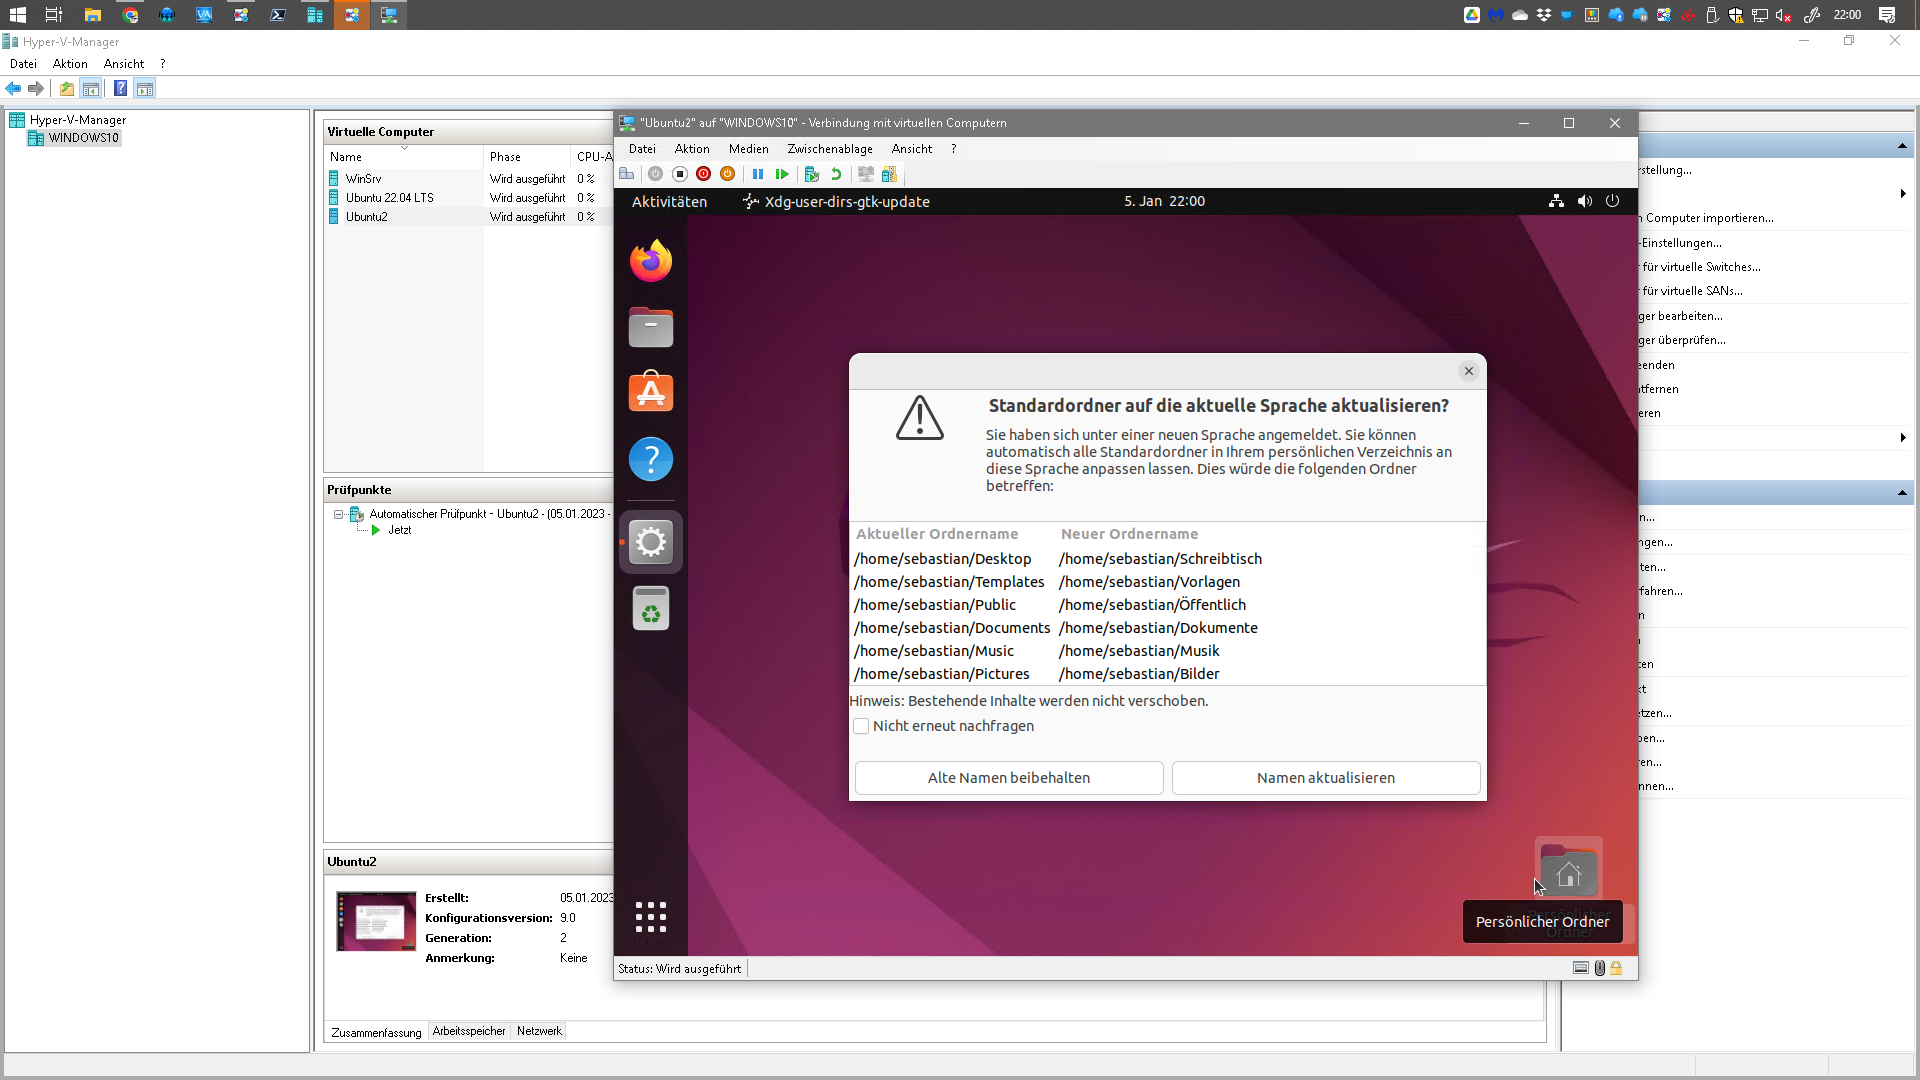 22:00
Hyper-V-Manager
Datei Aktion Ansicht ?
Hyper-V-Manager
WINDOWS10
Virtuelle Computer
Name Phase CPU-A
WinSrv Wird ausgeführt 0 %
Ubuntu 22.04 LTS Wird ausgeführt 0 %
Ubuntu2 Wird ausgeführt 0 %
Prüfpunkte
Automatischer Prüfpunkt - Ubuntu2 - (05.01.2023 -
Jetzt
Ubuntu2
Erstellt: 05.01.2023
Konfigurationsversion: 9.0
Generation: 2
Anmerkung: Keine
Zusammenfassung Arbeitsspeicher Netzwerk
"Ubuntu2" auf "WINDOWS10" - Verbindung mit virtuellen Computern
Datei Aktion Medien Zwischenablage Ansicht ?
Aktivitäten Xdg-user-dirs-gtk-update 5. Jan 22:00
Standardordner auf die aktuelle Sprache aktualisieren?
Sie haben sich unter einer neuen Sprache angemeldet. Sie können
automatisch alle Standardordner in Ihrem persönlichen Verzeichnis an
diese Sprache anpassen lassen. Dies würde die folgenden Ordner
betreffen:
Aktueller Ordnername Neuer Ordnername
/home/sebastian/Desktop /home/sebastian/Schreibtisch
/home/sebastian/Templates /home/sebastian/Vorlagen
/home/sebastian/Public /home/sebastian/Öffentlich
/home/sebastian/Documents /home/sebastian/Dokumente
/home/sebastian/Music /home/sebastian/Musik
/home/sebastian/Pictures /home/sebastian/Bilder
Hinweis: Bestehende Inhalte werden nicht verschoben.
Nicht erneut nachfragen
Alte Namen beibehalten Namen aktualisieren
Persönlicher Ordner
Status: Wird ausgeführt
rstellung...
n Computer importieren...
-Einstellungen...
r für virtuelle Switches...
r für virtuelle SANs...
ger bearbeiten...
ger überprüfen...
eenden
tfernen
eren
n...
ngen...
ten...
fahren...
n
ten
kt
etzen...
ben...
ren...
nnen...